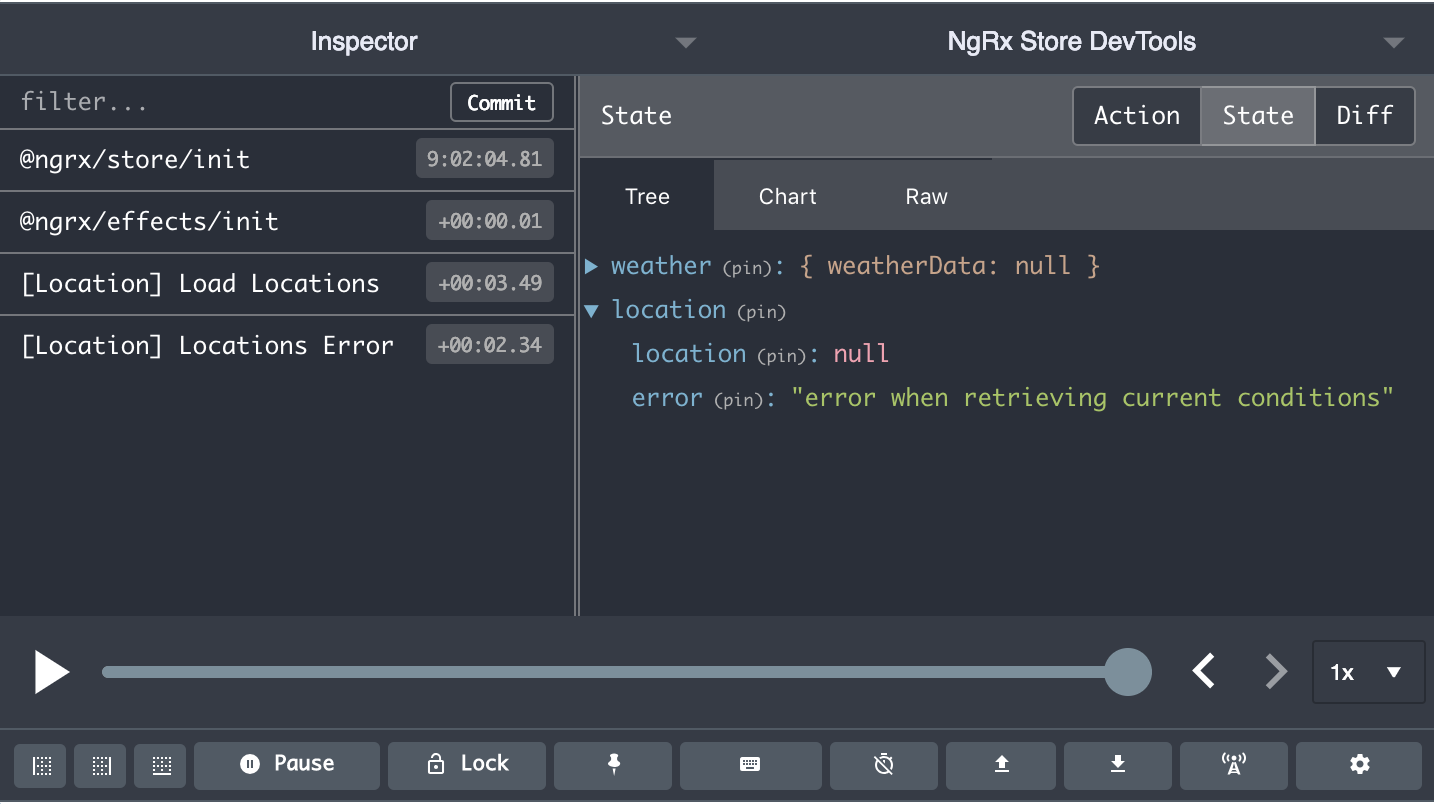 Inspector
NgRx Store DevTools
filter...
Commit
@ngrx/store/init
9:02:04.81
@ngrx/effects/init
+00:00.01
[Location] Load Locations
+00:03.49
[Location] Locations Error
+00:02.34
State
Action State Diff
Tree Chart Raw
weather (pin): { weatherData: null }
location (pin)
location (pin): null
error (pin): "error when retrieving current conditions"
1x
Pause
Lock